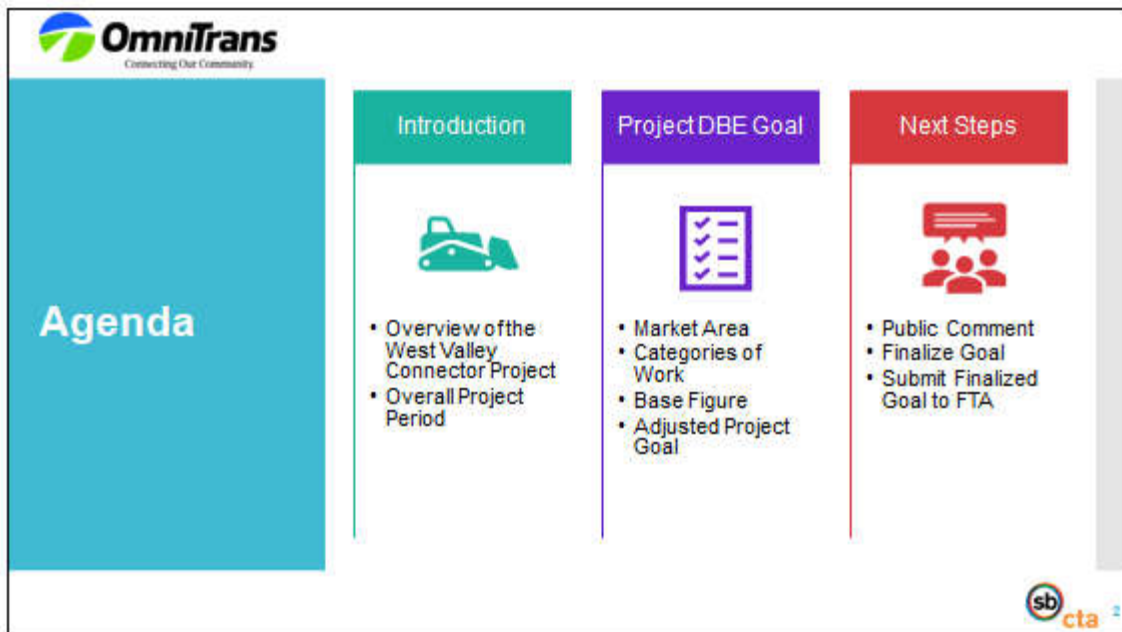 OmniTrans
Connecting Our Community.
Agenda
Introduction
• Overview of the
West Valley
Connector Project
• Overall Project
Period
Project DBE Goal
• Market Area
• Categories of
Work
• Base Figure
• Adjusted Project
Goal
Next Steps
• Public Comment
• Finalize Goal
• Submit Finalized
Goal to FTA
sb
cta
2